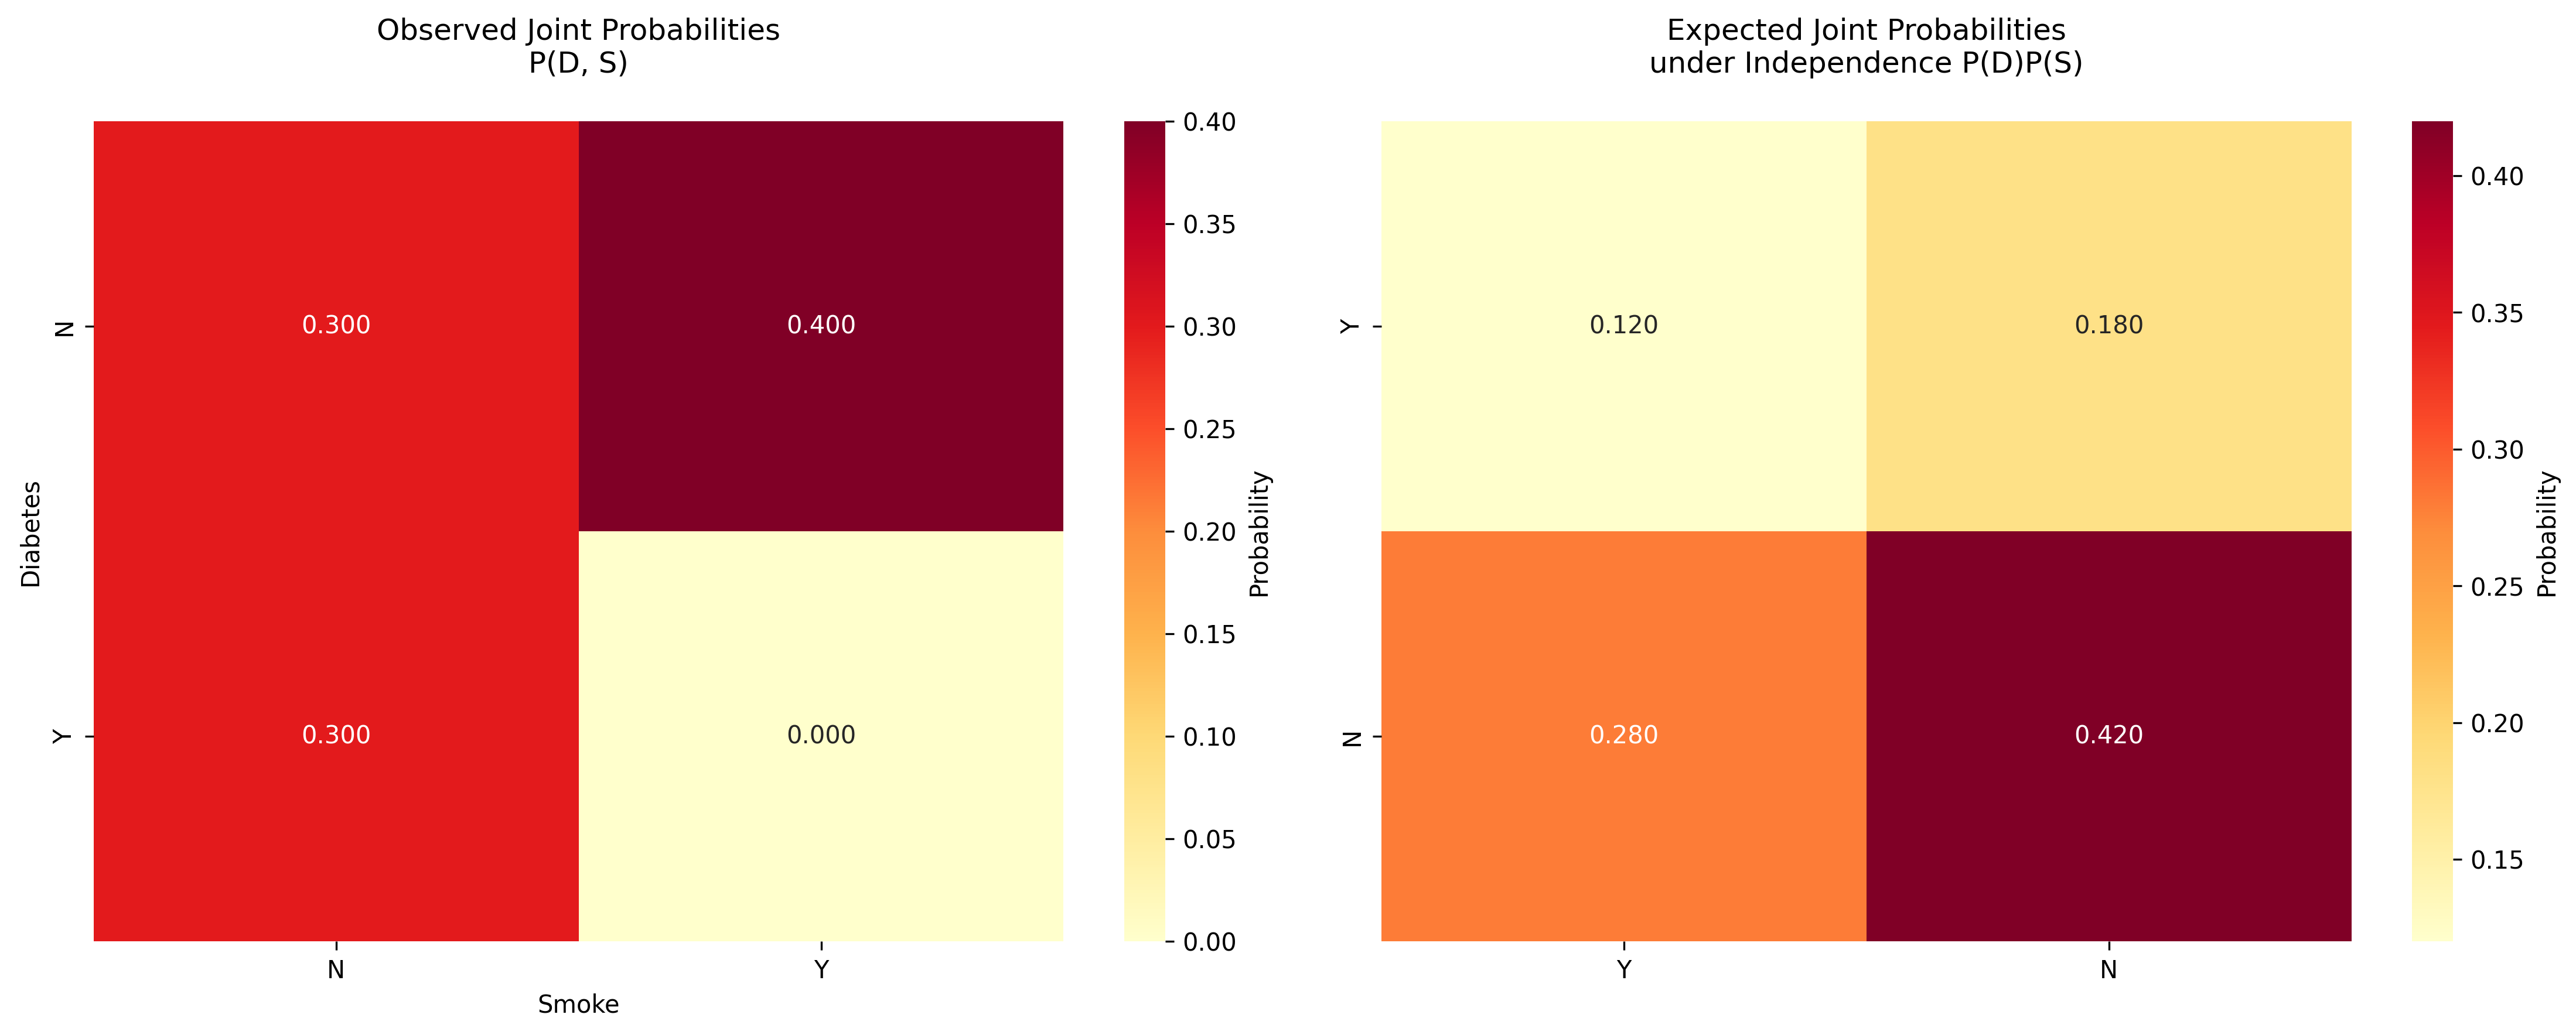 Observed Joint Probabilities
P(D, S)
Diabetes
N
Y
0.300
0.400
0.300
0.000
N
Y
Smoke
0.40
0.35
0.30
0.25
0.20
0.15
0.10
0.05
0.00
Probability
Expected Joint Probabilities
under Independence P(D)P(S)
Y
N
0.120
0.180
0.280
0.420
Y
N
0.40
0.35
0.30
0.25
0.20
0.15
Probability